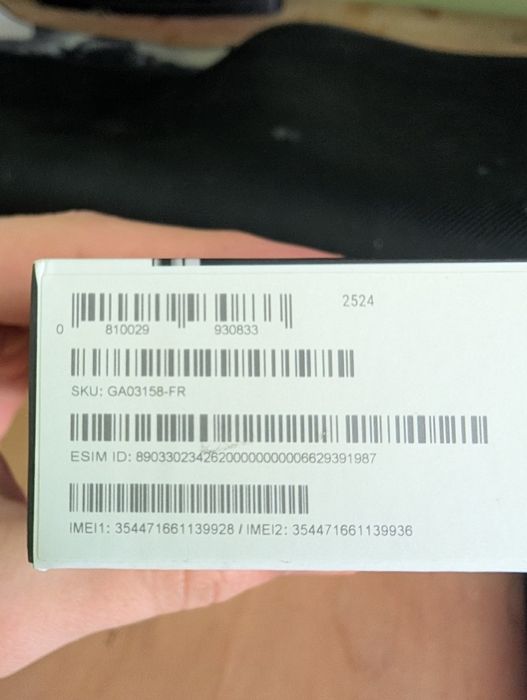 2524
0 810029 930833
SKU: GA03158-FR
ESIM ID: 89033023426200000000006629391987
IMEI1: 354471661139928 / IMEI2: 354471661139936